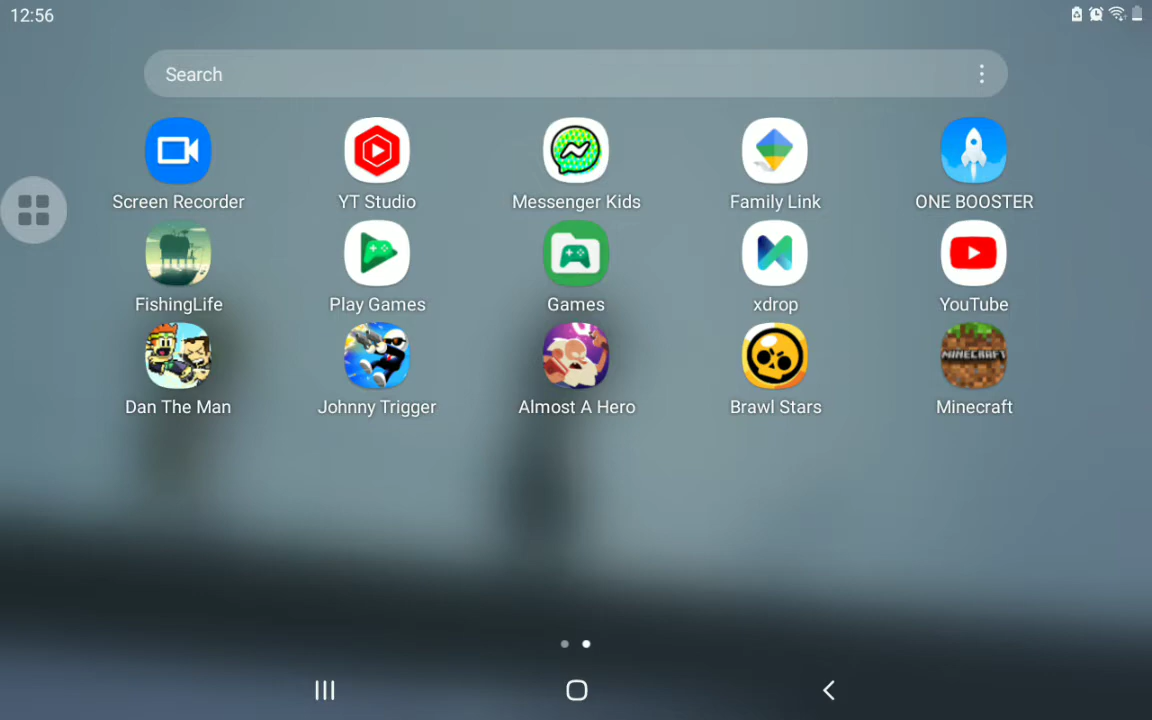 12:56
Search
Screen Recorder
YT Studio
Messenger Kids
Family Link
ONE BOOSTER
FishingLife
Play Games
Games
xdrop
YouTube
MINECRAFT
Dan The Man
Johnny Trigger
Almost A Hero
Brawl Stars
Minecraft